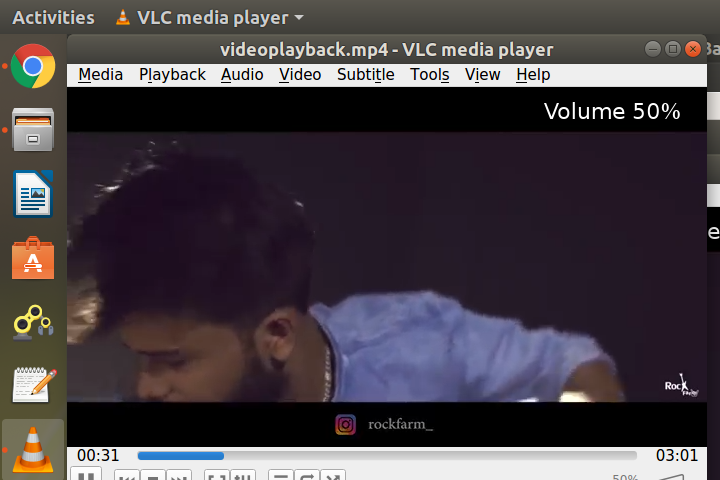 Activities
VLC media player
videoplayback.mp4 - VLC media player
Media Playback Audio Video Subtitle Tools View Help
Volume 50%
Rock
rockfarm_
00:31
03:01
50%